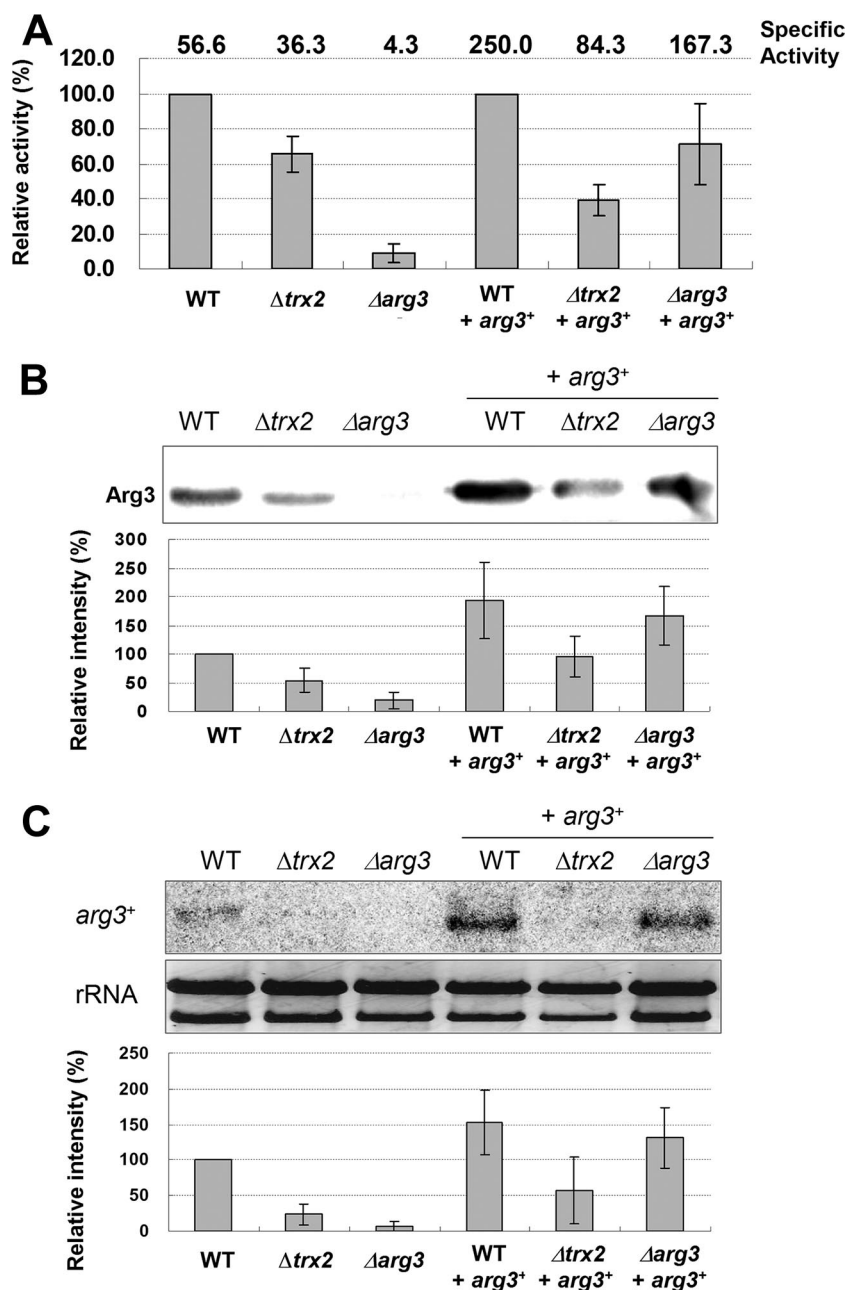 A
56.6 36.3 4.3 250.0 84.3 167.3 Specific Activity
Relative activity (%)
120.0
100.0
80.0
60.0
40.0
20.0
0.0
WT Δtrx2 Δarg3 WT + arg3⁺ Δtrx2 + arg3⁺ Δarg3 + arg3⁺
B
+ arg3⁺
WT Δtrx2 Δarg3 WT Δtrx2 Δarg3
Arg3
Relative intensity (%)
300
250
200
150
100
50
0
WT Δtrx2 Δarg3 WT + arg3⁺ Δtrx2 + arg3⁺ Δarg3 + arg3⁺
C
+ arg3⁺
WT Δtrx2 Δarg3 WT Δtrx2 Δarg3
arg3⁺
rRNA
Relative intensity (%)
250
200
150
100
50
0
WT Δtrx2 Δarg3 WT + arg3⁺ Δtrx2 + arg3⁺ Δarg3 + arg3⁺